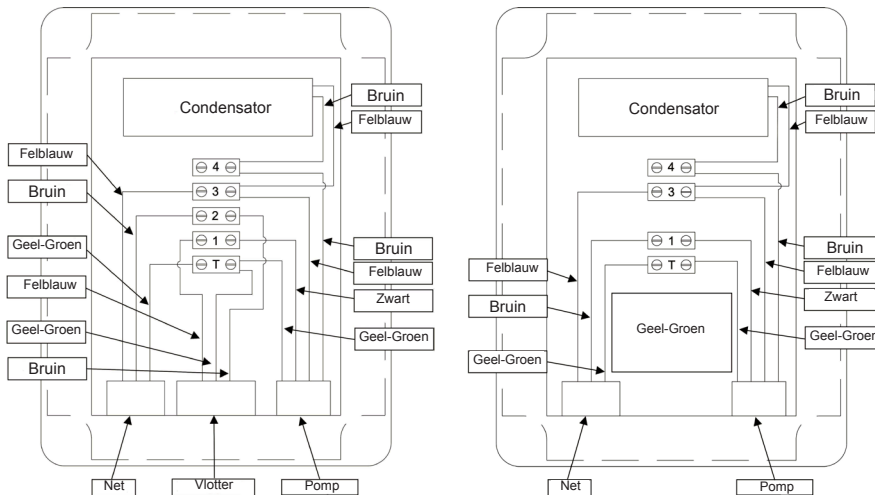 Condensator
Bruin
Felblauw
Felblauw
Bruin
Geel-Groen
Felblauw
Geel-Groen
Bruin
4
3
2
1
T
Bruin
Felblauw
Zwart
Geel-Groen
Net
Vlotter
Pomp
Condensator
Bruin
Felblauw
4
3
1
T
Felblauw
Bruin
Geel-Groen
Geel-Groen
Bruin
Felblauw
Zwart
Geel-Groen
Net
Pomp